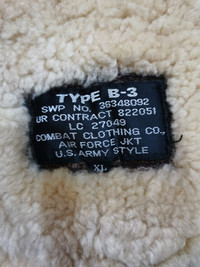 TYPE B-3
SWP NO. 36348092
UR CONTRACT 822051
LC 27049
COMBAT CLOTHING CO.,
AIR FORCE JKT
U.S. ARMY STYLE
XL